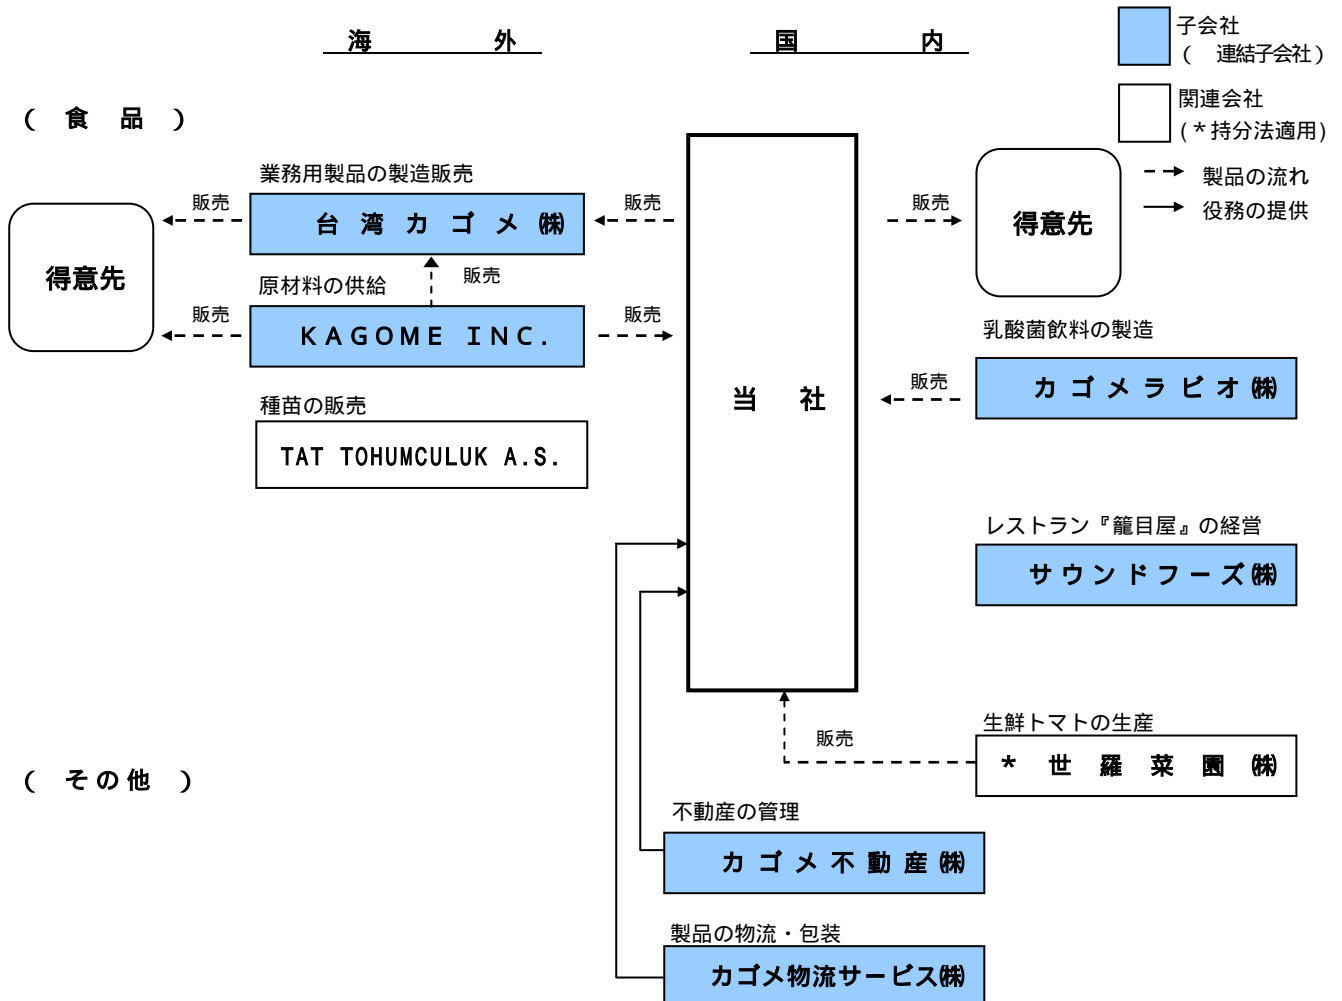 海 外
国 内
子会社
( 連結子会社)
関連会社
(*持分法適用)
製品の流れ
役務の提供
( 食 品 )
業務用製品の製造販売
販売
台 湾 カ ゴ メ ㈱
販売
販売
得意先
得意先
原材料の供給
販売
販売
KAGOME INC.
販売
乳酸菌飲料の製造
販売
カ ゴ メ ラ ビ オ ㈱
当 社
種苗の販売
TAT TOHUMCULUK A.S.
レストラン『籠目屋』の経営
サ ウ ン ド フ ー ズ ㈱
生鮮トマトの生産
販売
* 世 羅 菜 園 ㈱
( その他 )
不動産の管理
カ ゴ メ 不 動 産 ㈱
製品の物流・包装
カゴメ物流サービス㈱